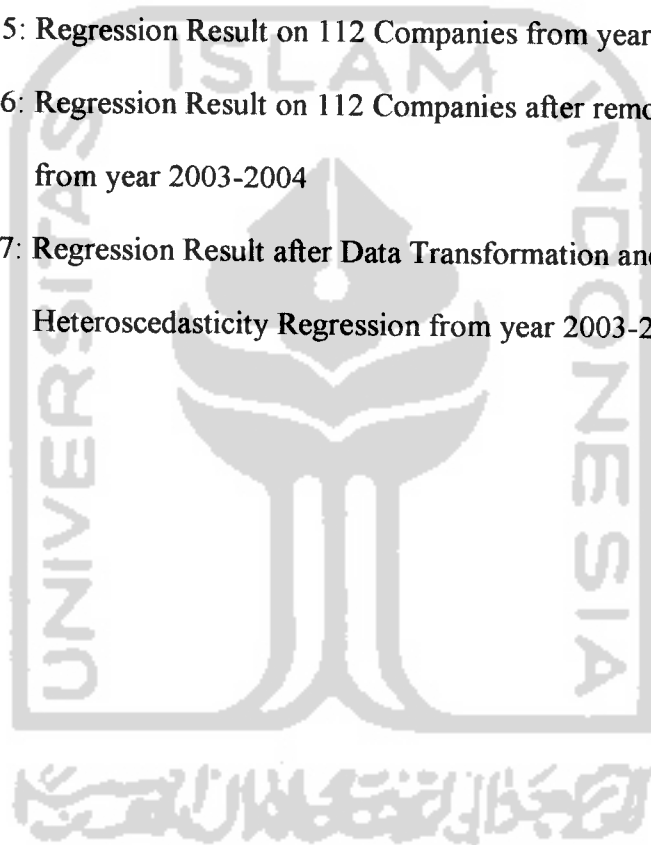 5: Regression Result on 112 Companies from year
6: Regression Result on 112 Companies after remo
from year 2003-2004
7: Regression Result after Data Transformation and
Heteroscedasticity Regression from year 2003-2
ISLAM
UNIVERSITAS
INDONESIA